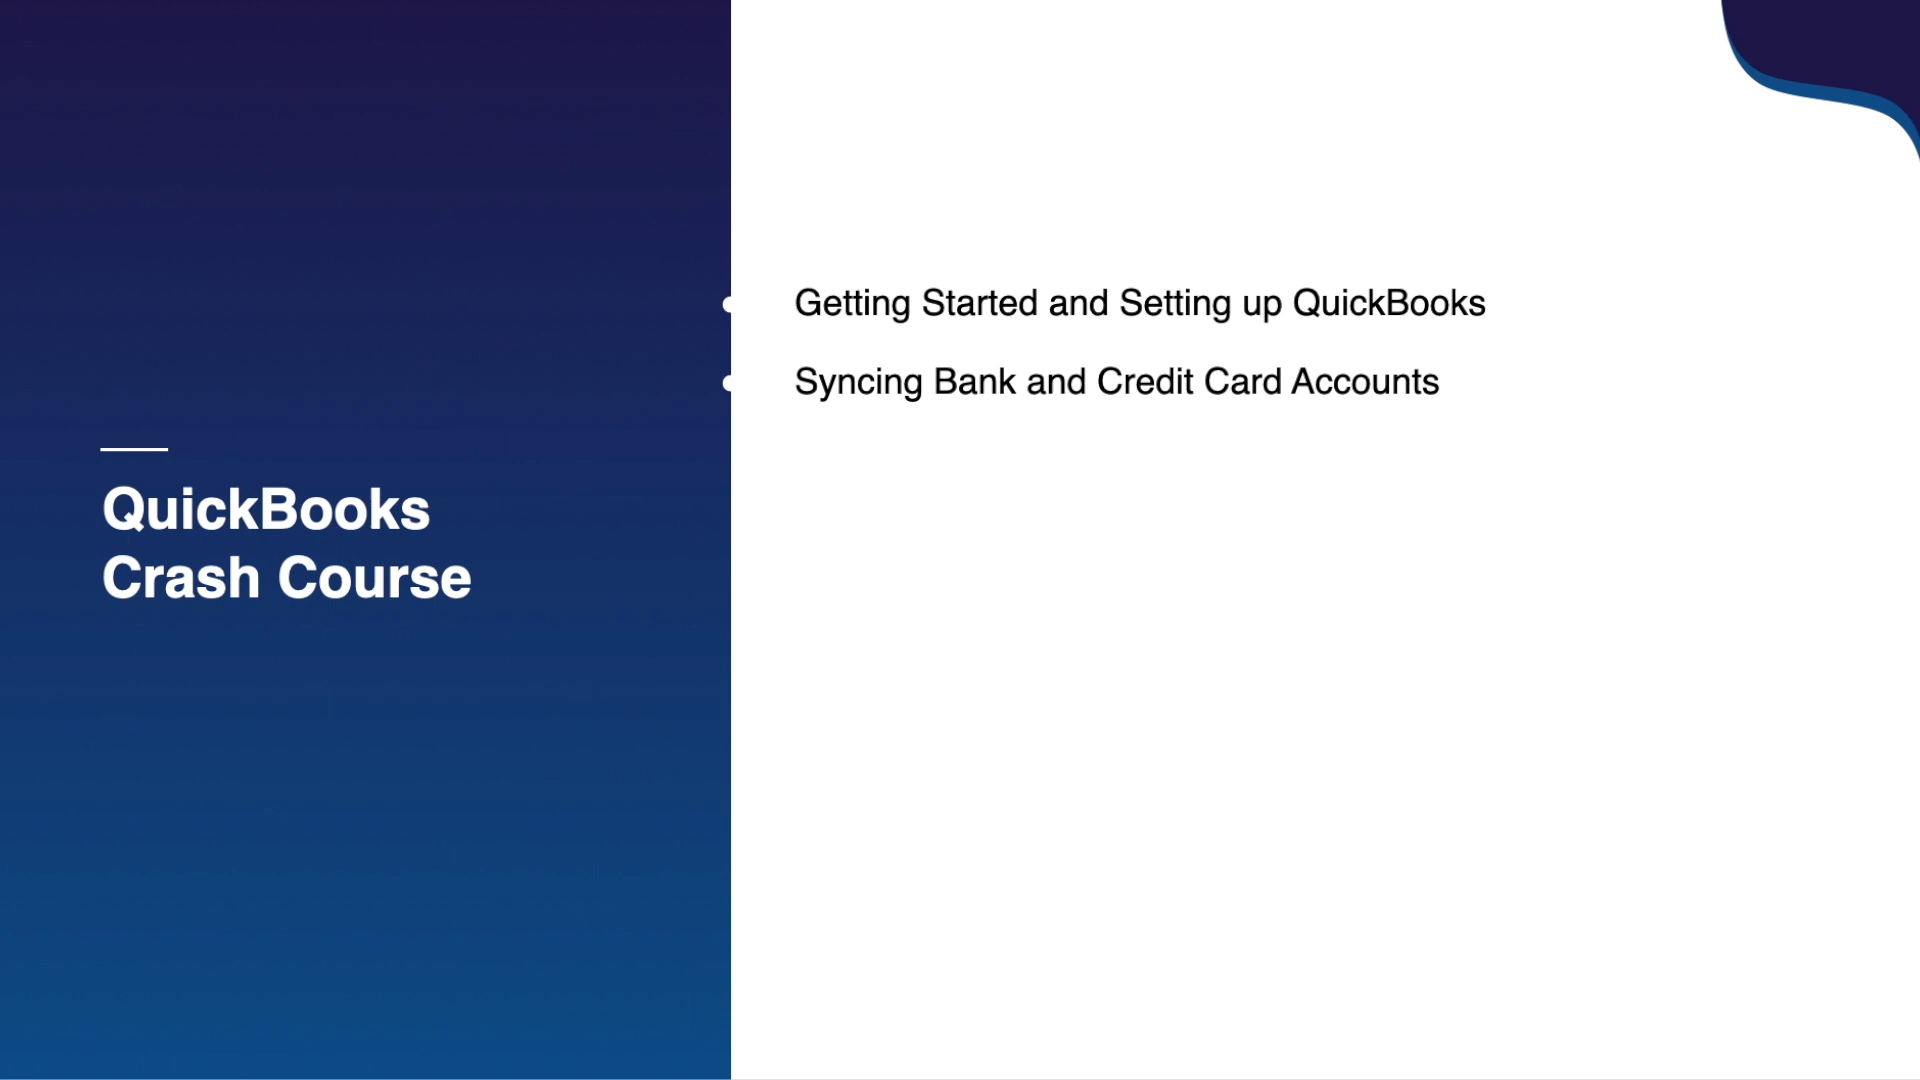 QuickBooks
Crash Course
Getting Started and Setting up QuickBooks
Syncing Bank and Credit Card Accounts